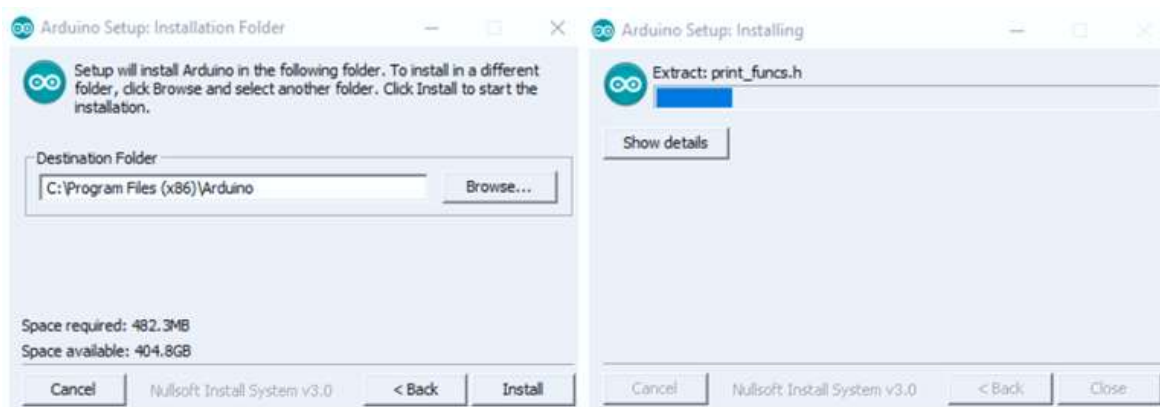 Arduino Setup: Installation Folder
Setup will install Arduino in the following folder. To install in a different
folder, click Browse and select another folder. Click Install to start the
installation.
Destination Folder
C:\Program Files (x86)\Arduino
Browse...
Space required: 482.3MB
Space available: 404.8GB
Cancel
Nullsoft Install System v3.0
< Back
Install
Arduino Setup: Installing
Extract: print_funcs.h
Show details
Cancel
Nullsoft Install System v3.0
< Back
Close